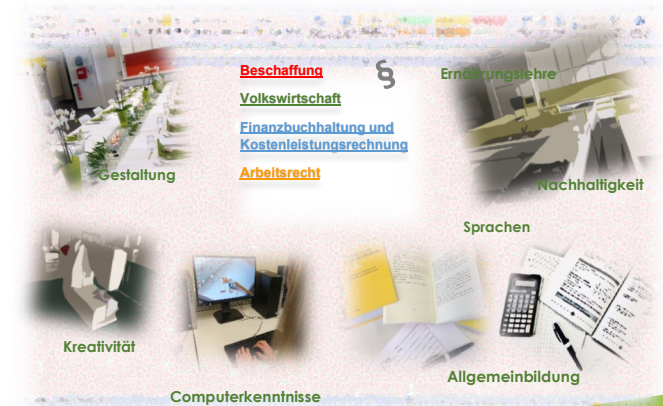 Beschaffung
§
Ernährungslehre
Volkswirtschaft
Finanzbuchhaltung und
Kostenleistungsrechnung
Arbeitsrecht
Gestaltung
Nachhaltigkeit
Sprachen
Kreativität
Allgemeinbildung
Computerkenntnisse